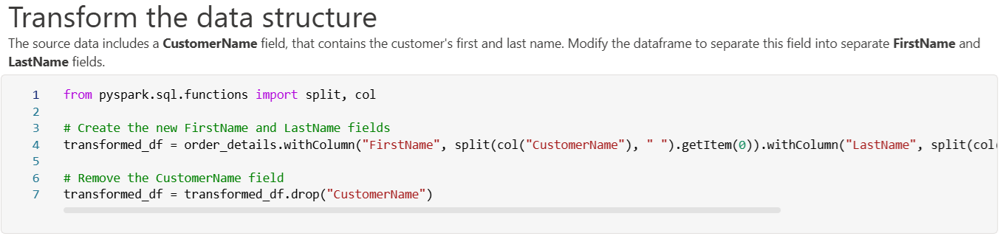 Transform the data structure
The source data includes a CustomerName field, that contains the customer's first and last name. Modify the dataframe to separate this field into separate FirstName and
LastName fields.
1 from pyspark.sql.functions import split, col
2
3 # Create the new FirstName and LastName fields
4 transformed_df = order_details.withColumn("FirstName", split(col("CustomerName"), " ").getItem(0)).withColumn("LastName", split(col(
5
6 # Remove the CustomerName field
7 transformed_df = transformed_df.drop("CustomerName")